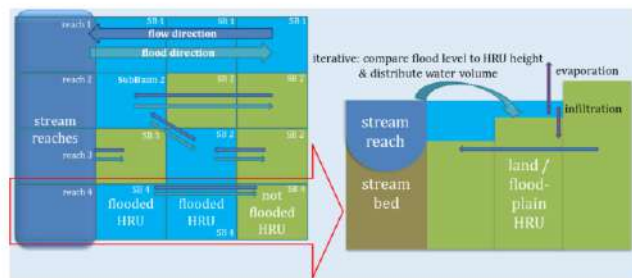 reach 1
SB 1
SB 1
SB 1
flow direction
flood direction
reach 2
SubBasin 2
SB 2
SB 2
stream
reaches
reach 3
SB 3
SB 2
SB 2
reach 4
SB 4
SB 4
flooded
HRU
flooded
HRU
not
flooded
HRU
SB 4
iterative: compare flood level to HRU height
& distribute water volume
evaporation
infiltration
stream
reach
stream
bed
land /
flood-
plain
HRU